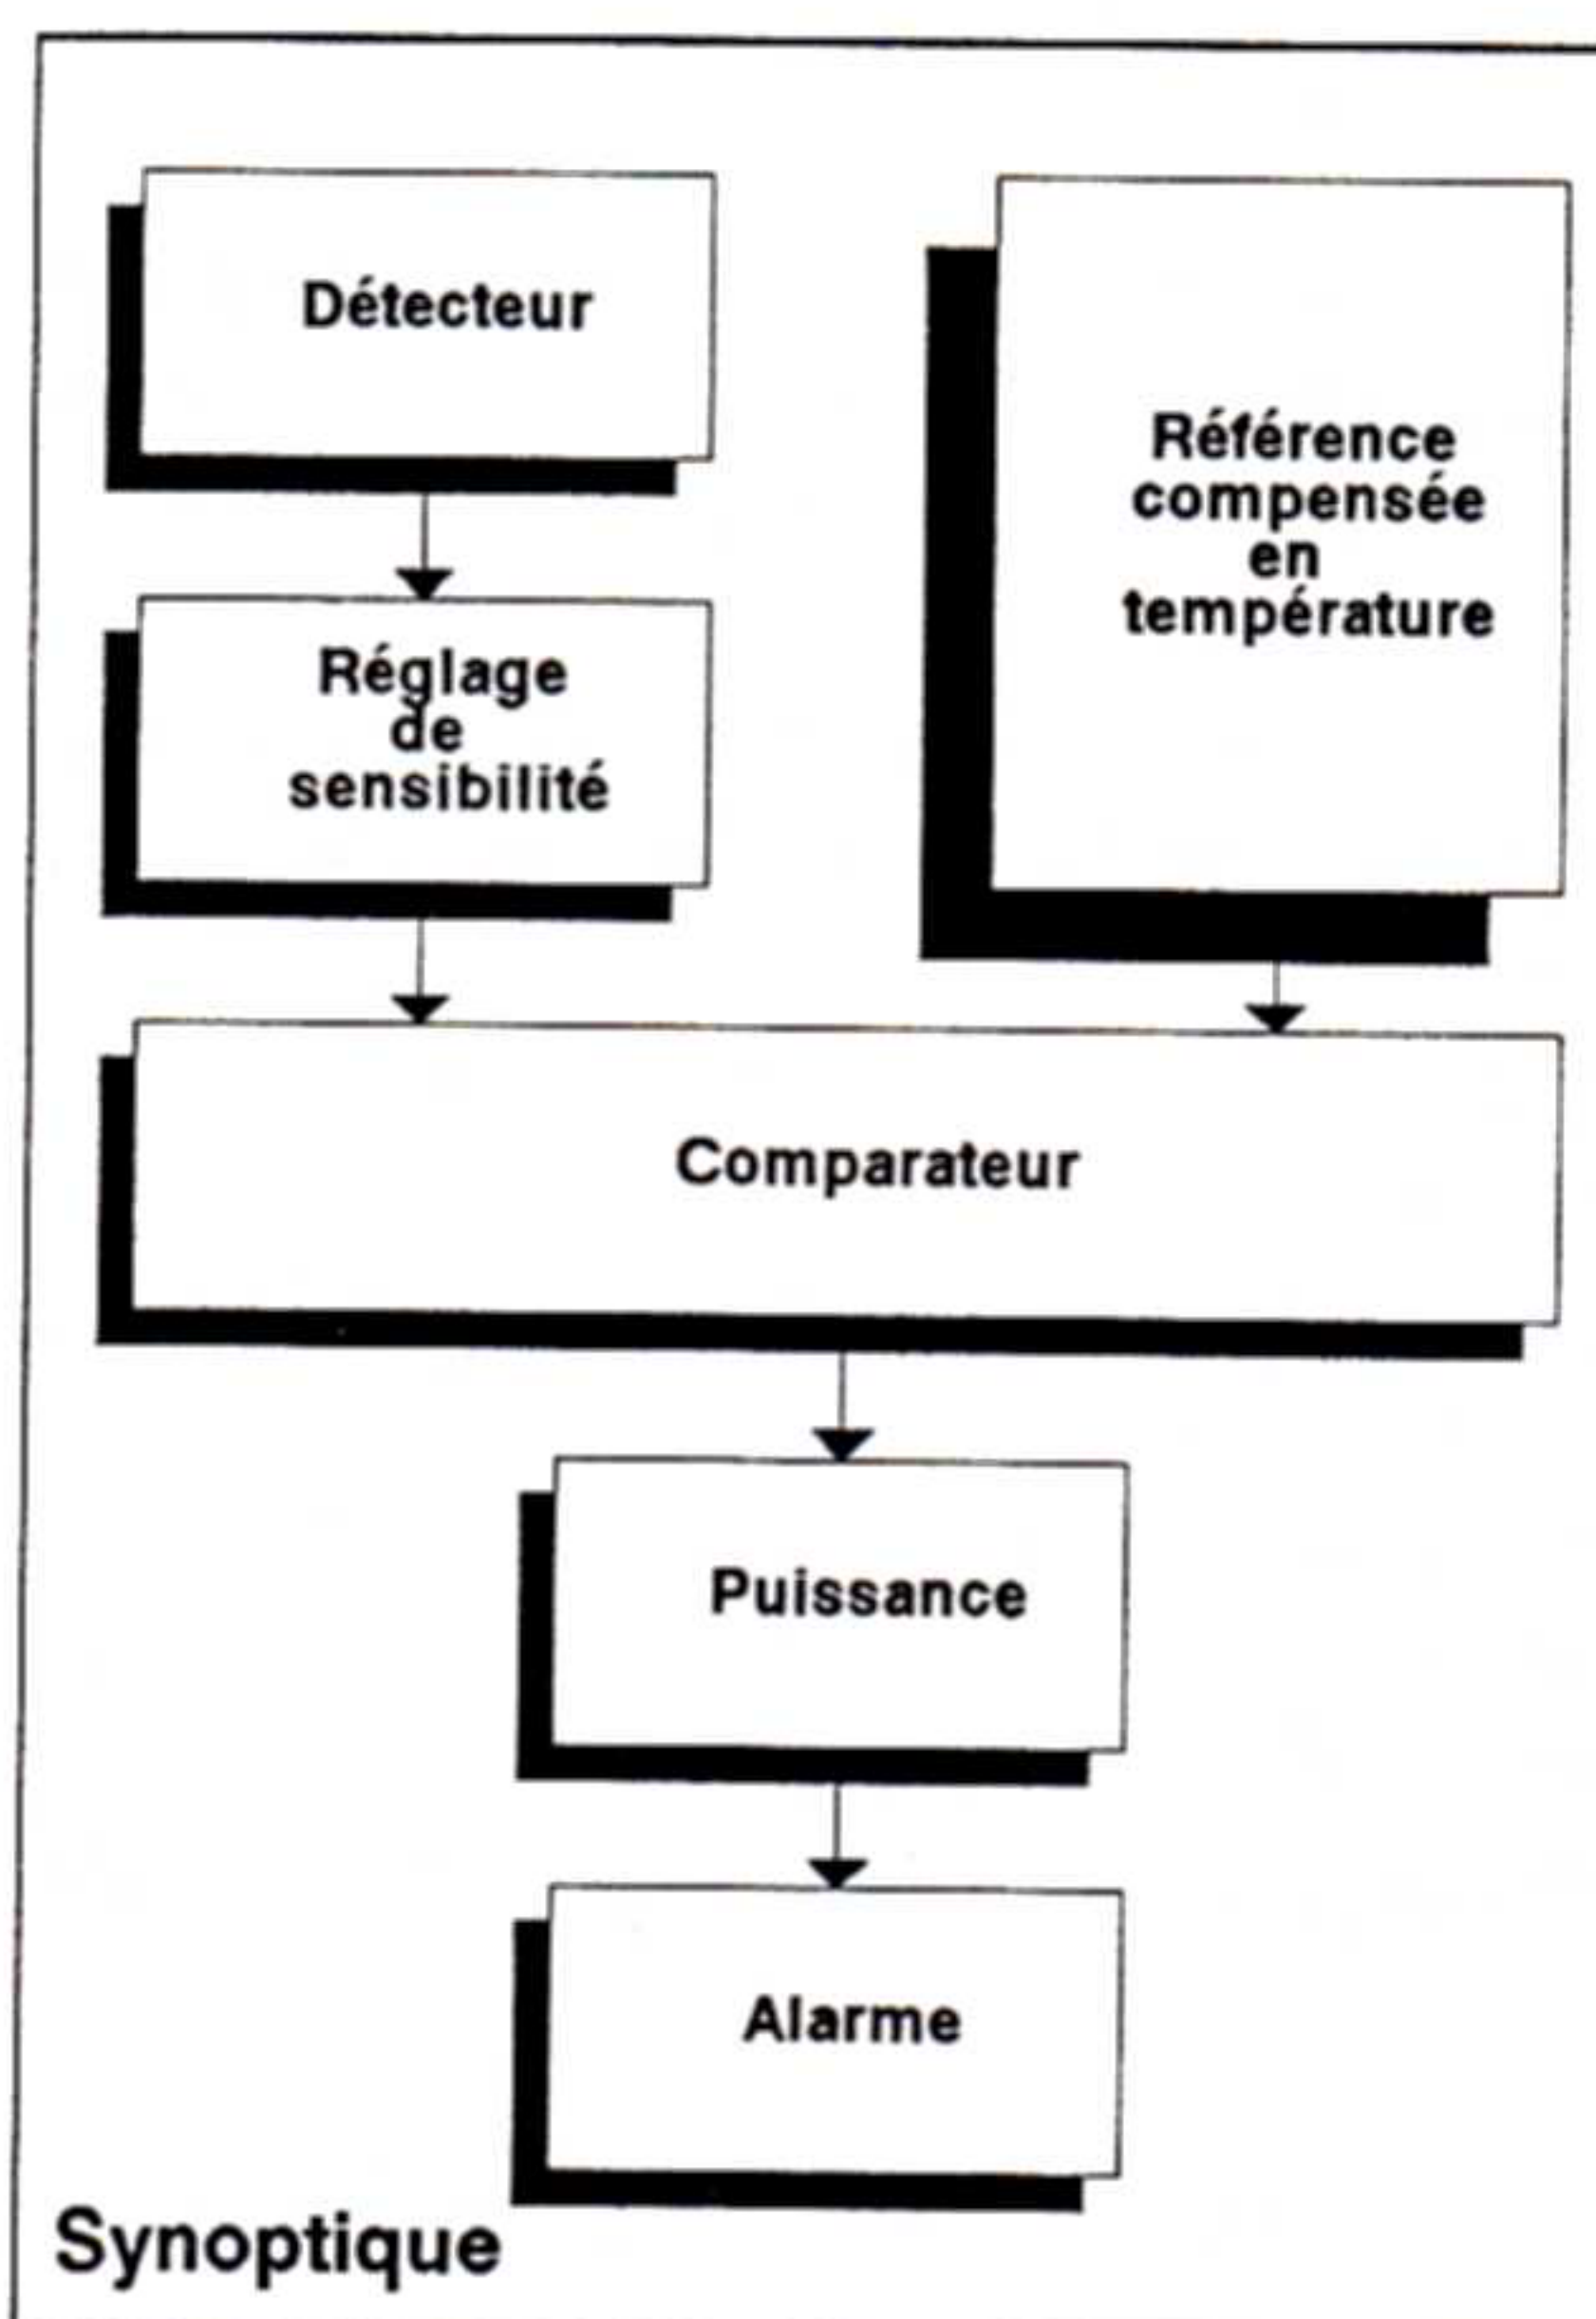 Détecteur
Réglage
de
sensibilité
Référence
compensée
en
température
Comparateur
Puissance
Alarme
Synoptique